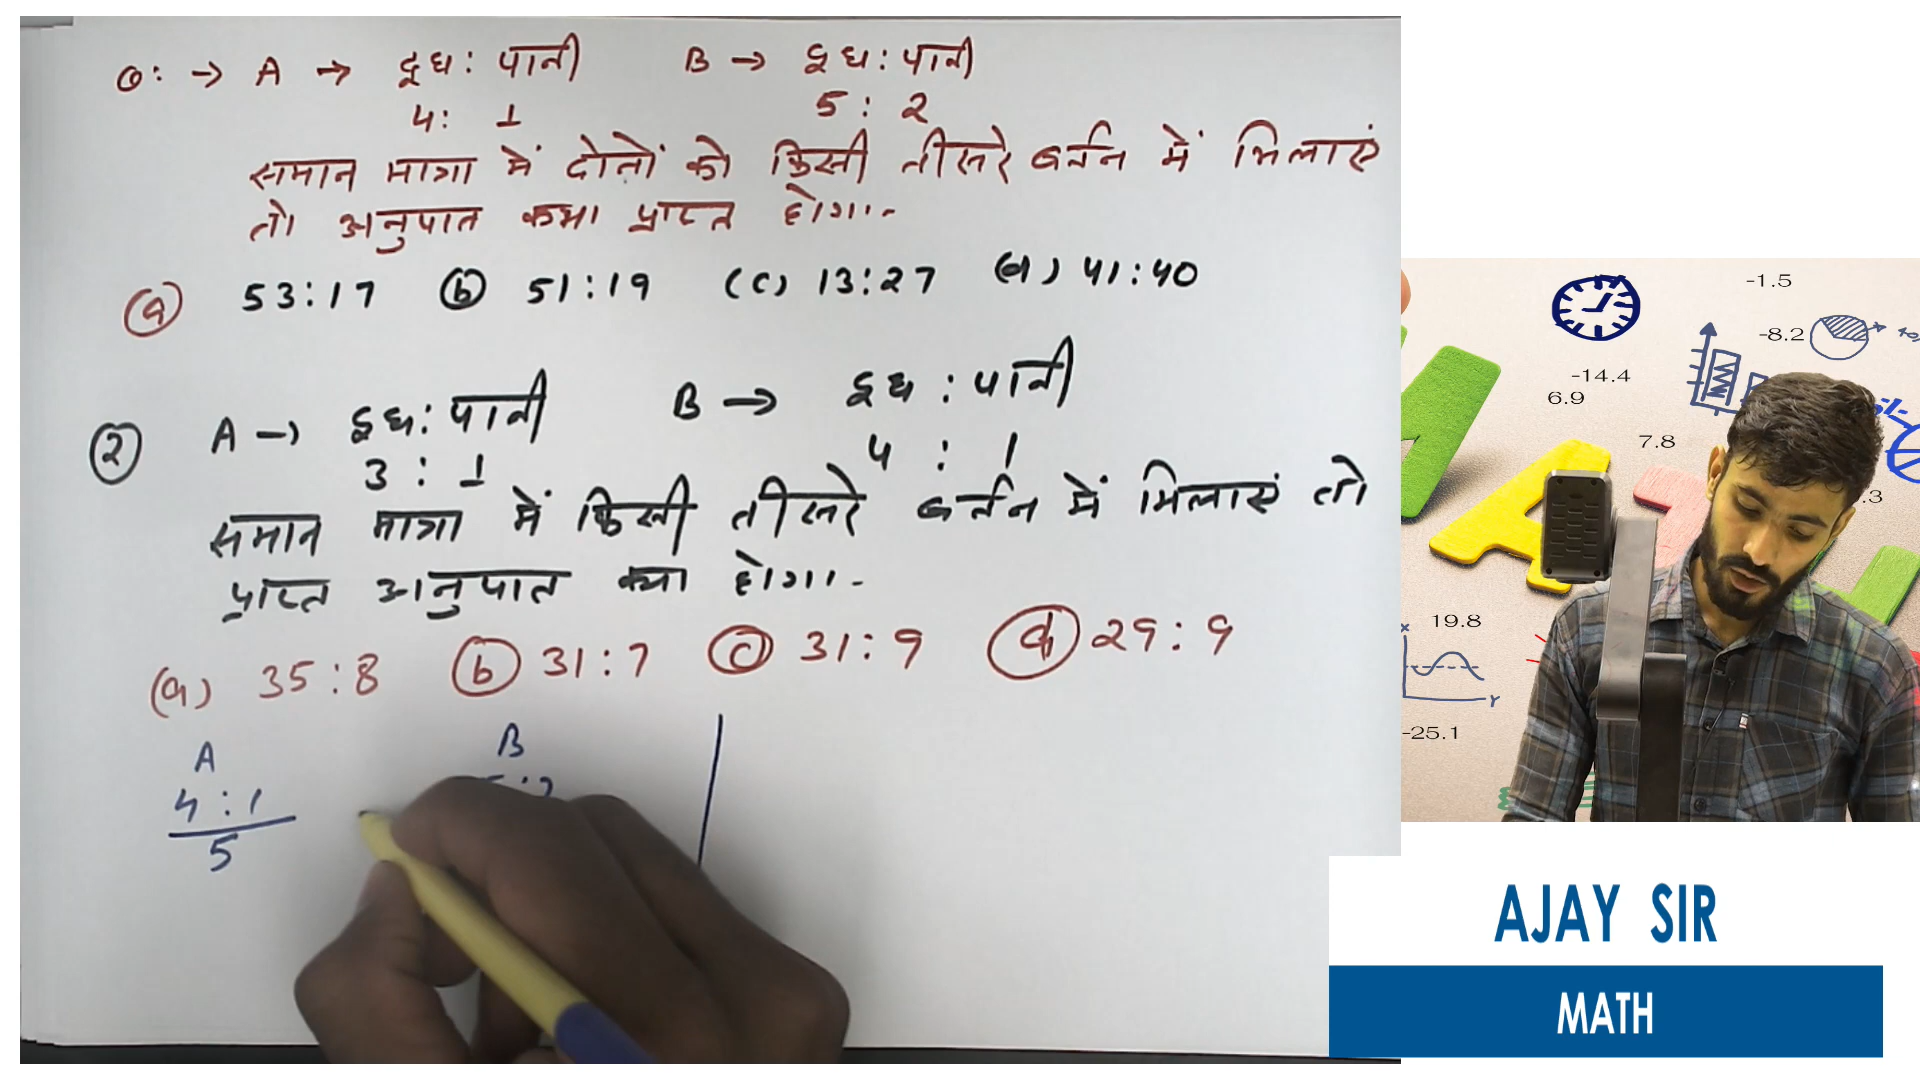 Q: → A → दूध : पानी B → दूध : पानी
4 : 1 5 : 2
समान मात्रा में दोनों को किसी तीसरे बर्तन में मिलाएं
तो अनुपात क्या प्राप्त होगा -
(a) 53:17 (b) 51:19 (c) 13:27 (d) 41:40
(2) A → दूध : पानी B → दूध : पानी
3 : 1 4 : 1
समान मात्रा में किसी तीसरे बर्तन में मिलाएं तो
प्राप्त अनुपात क्या होगा -
(a) 35:8 (b) 31:7 (c) 31:9 (d) 29:9
A B
4 : 1
5
-1.5
-8.2
-14.4
6.9
7.8
19.8
-25.1
AJAY SIR
MATH